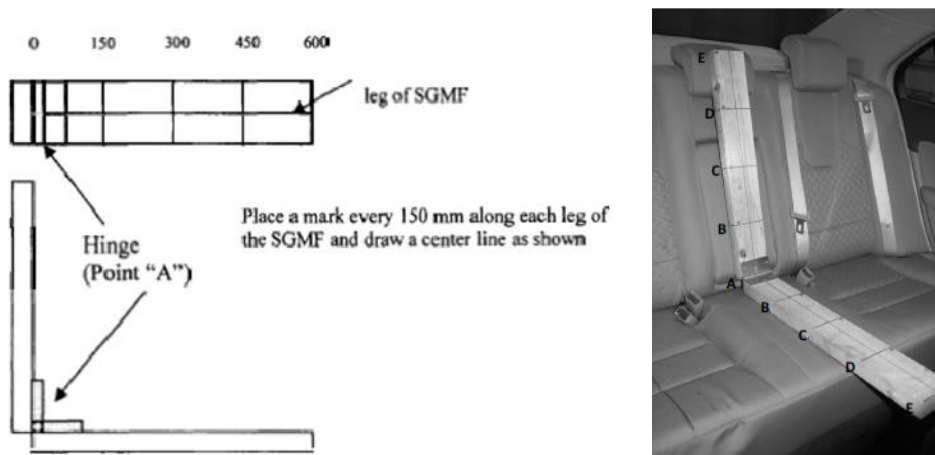 0 150 300 450 600
leg of SGMF
Place a mark every 150 mm along each leg of
the SGMF and draw a center line as shown
Hinge
(Point “A”)
E
D
C
B
A
B
C
D
E